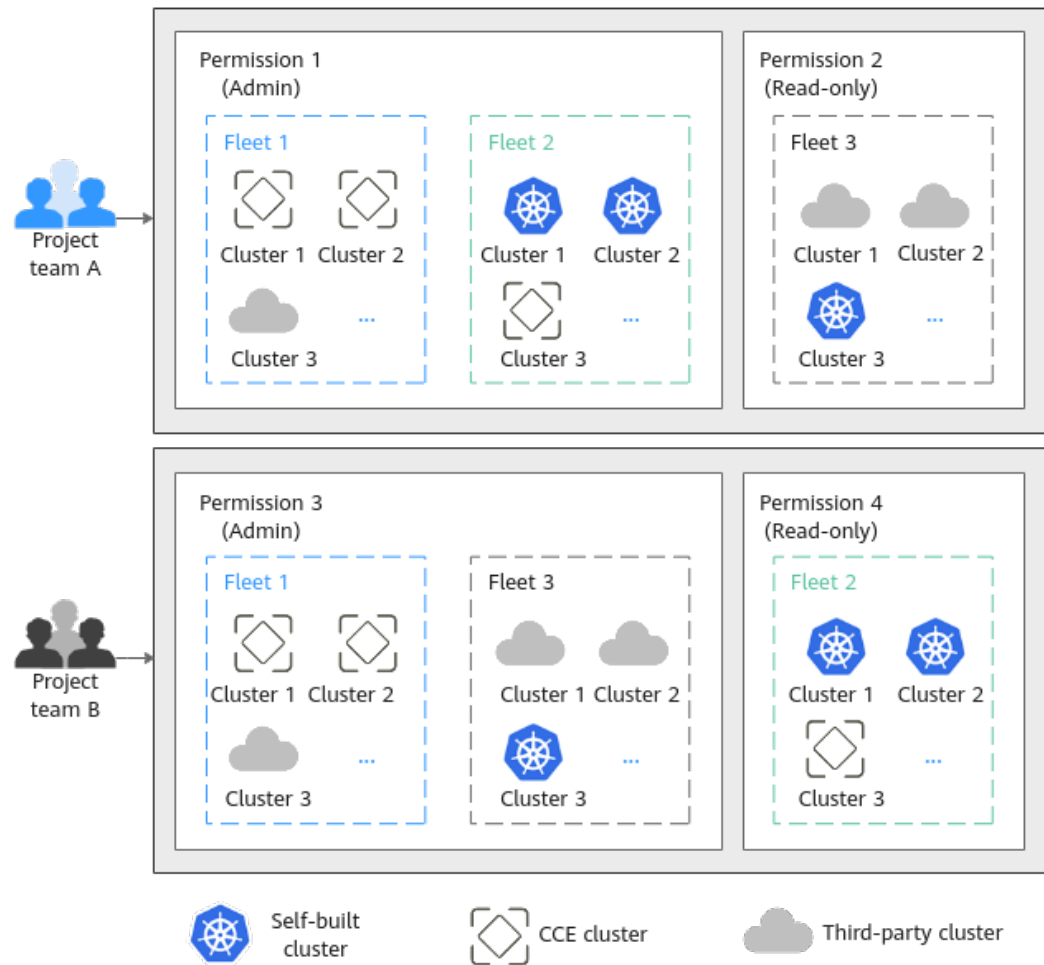 Project
team A
Permission 1
(Admin)
Fleet 1
Cluster 1 Cluster 2
Cluster 3
...
Fleet 2
Cluster 1 Cluster 2
Cluster 3
...
Permission 2
(Read-only)
Fleet 3
Cluster 1 Cluster 2
Cluster 3
...
Project
team B
Permission 3
(Admin)
Fleet 1
Cluster 1 Cluster 2
Cluster 3
...
Fleet 3
Cluster 1 Cluster 2
Cluster 3
...
Permission 4
(Read-only)
Fleet 2
Cluster 1 Cluster 2
Cluster 3
...
Self-built
cluster
CCE cluster
Third-party cluster